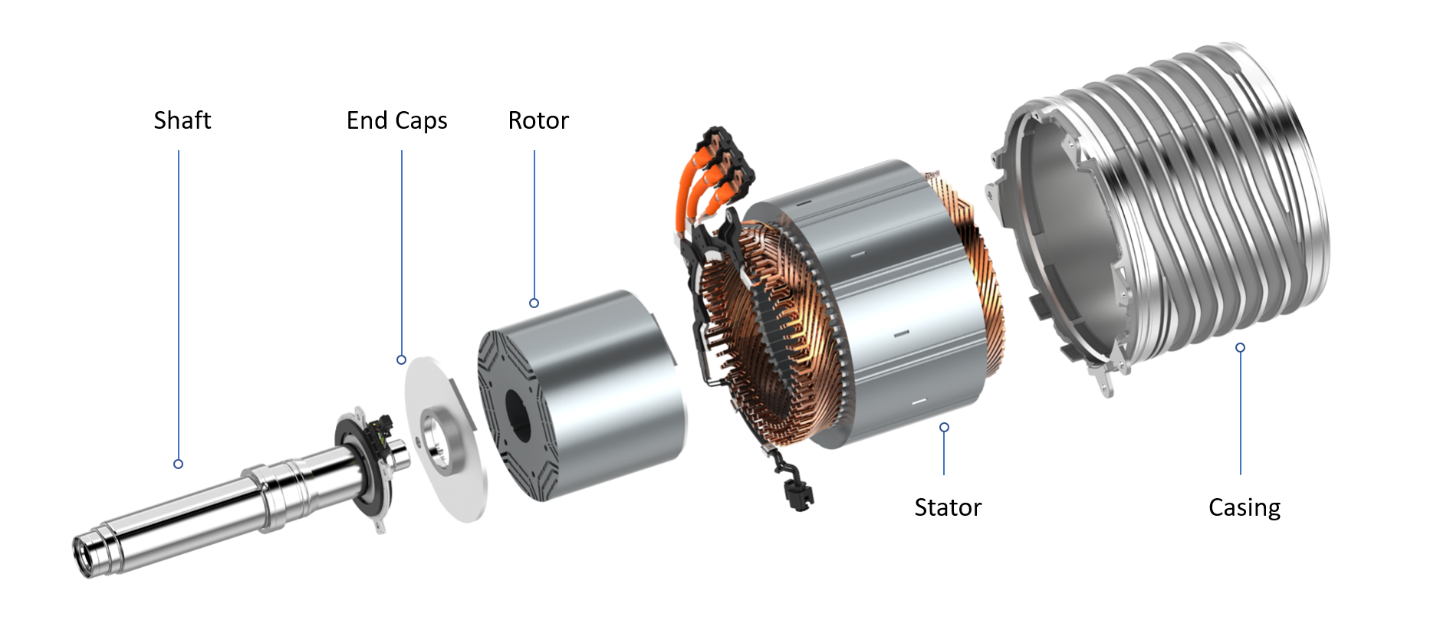 Shaft
End Caps
Rotor
Stator
Casing